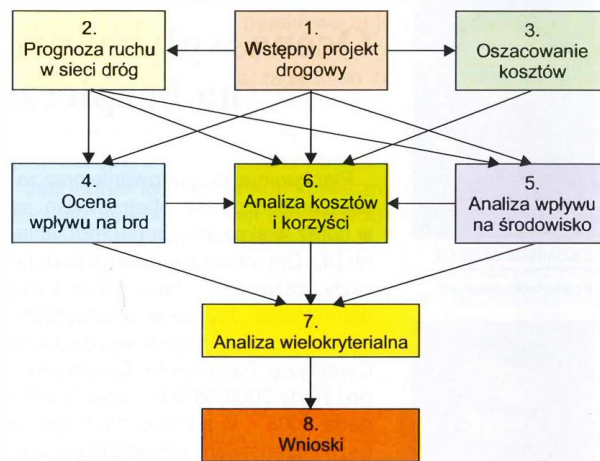 2.
Prognoza ruchu
w sieci dróg
1.
Wstępny projekt
drogowy
3.
Oszacowanie
kosztów
4.
Ocena
wpływu na brd
6.
Analiza kosztów
i korzyści
5.
Analiza wpływu
na środowisko
7.
Analiza wielokryterialna
8.
Wnioski